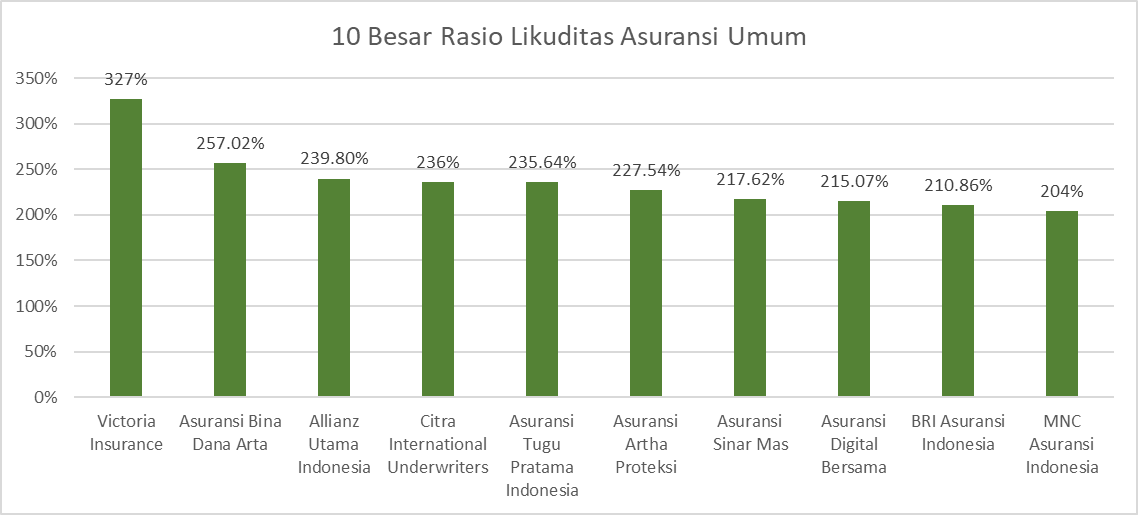 10 Besar Rasio Likuditas Asuransi Umum
350%
300%
250%
200%
150%
100%
50%
0%
327%
257.02%
239.80%
236%
235.64%
227.54%
217.62%
215.07%
210.86%
204%
Victoria
Insurance
Asuransi Bina
Dana Arta
Allianz
Utama
Indonesia
Citra
International
Underwriters
Asuransi
Tugu
Pratama
Indonesia
Asuransi
Artha
Proteksi
Asuransi
Sinar Mas
Asuransi
Digital
Bersama
BRI Asuransi
Indonesia
MNC
Asuransi
Indonesia